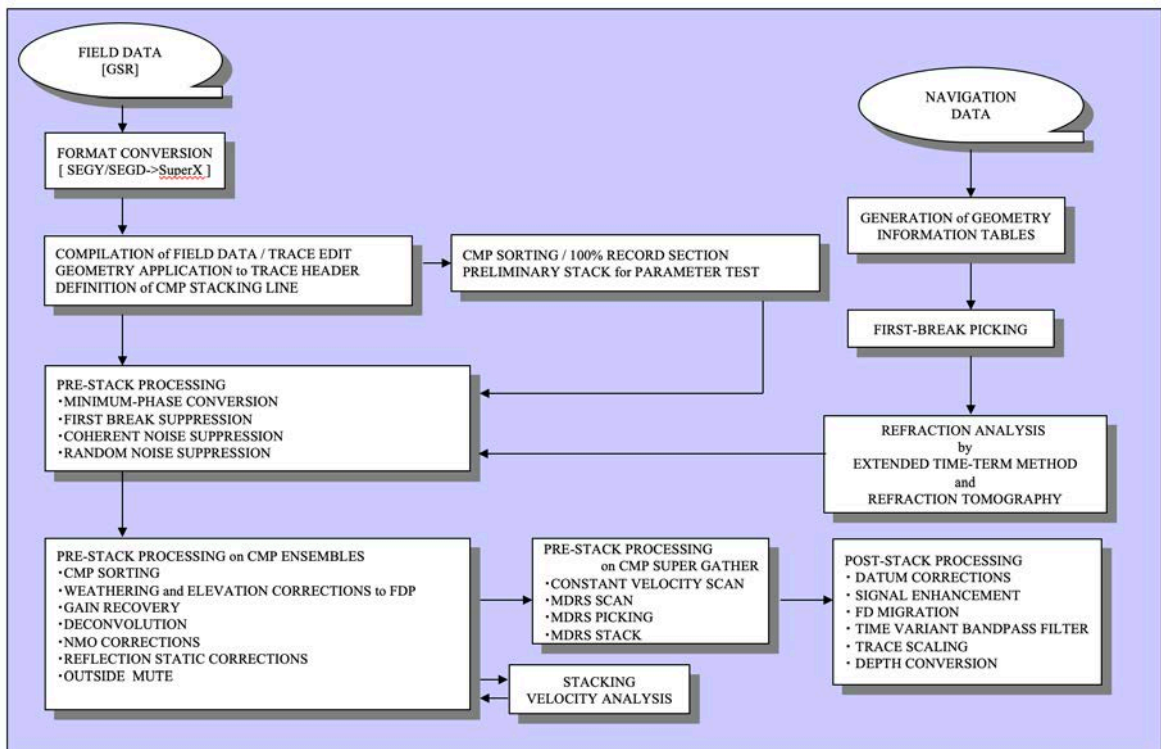 FIELD DATA
[GSR]
FORMAT CONVERSION
[ SEGY/SEGD->SuperX ]
COMPILATION of FIELD DATA / TRACE EDIT
GEOMETRY APPLICATION to TRACE HEADER
DEFINITION of CMP STACKING LINE
CMP SORTING / 100% RECORD SECTION
PRELIMINARY STACK for PARAMETER TEST
NAVIGATION
DATA
GENERATION of GEOMETRY
INFORMATION TABLES
FIRST-BREAK PICKING
REFRACTION ANALYSIS
by
EXTENDED TIME-TERM METHOD
and
REFRACTION TOMOGRAPHY
PRE-STACK PROCESSING
・MINIMUM-PHASE CONVERSION
・FIRST BREAK SUPPRESSION
・COHERENT NOISE SUPPRESSION
・RANDOM NOISE SUPPRESSION
PRE-STACK PROCESSING on CMP ENSEMBLES
・CMP SORTING
・WEATHERING and ELEVATION CORRECTIONS to FDP
・GAIN RECOVERY
・DECONVOLUTION
・NMO CORRECTIONS
・REFLECTION STATIC CORRECTIONS
・OUTSIDE MUTE
STACKING
VELOCITY ANALYSIS
PRE-STACK PROCESSING
on CMP SUPER GATHER
・CONSTANT VELOCITY SCAN
・MDRS SCAN
・MDRS PICKING
・MDRS STACK
POST-STACK PROCESSING
・DATUM CORRECTIONS
・SIGNAL ENHANCEMENT
・FD MIGRATION
・TIME VARIANT BANDPASS FILTER
・TRACE SCALING
・DEPTH CONVERSION